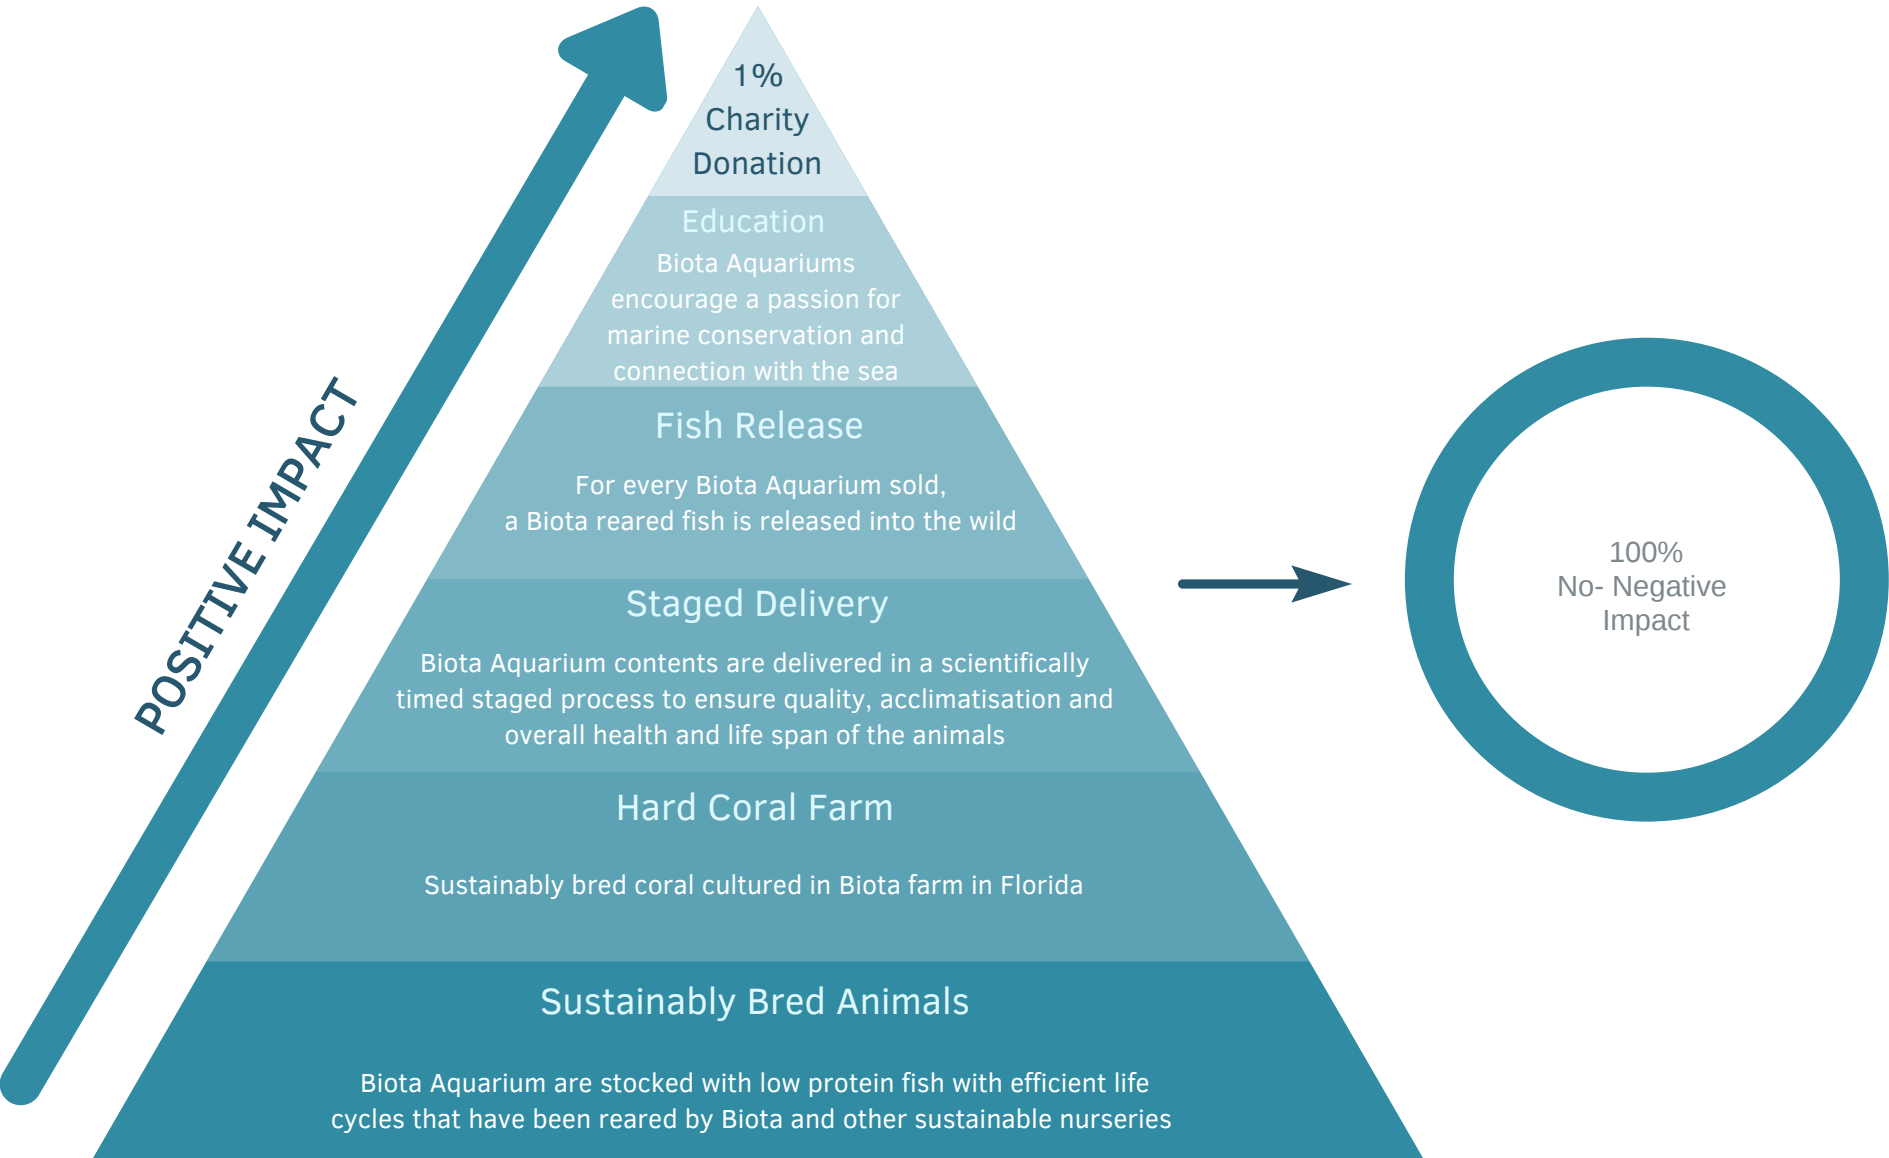 POSITIVE IMPACT
1%
Charity
Donation
Education
Biota Aquariums
encourage a passion for
marine conservation and
connection with the sea
Fish Release
For every Biota Aquarium sold,
a Biota reared fish is released into the wild
Staged Delivery
Biota Aquarium contents are delivered in a scientifically
timed staged process to ensure quality, acclimatisation and
overall health and life span of the animals
Hard Coral Farm
Sustainably bred coral cultured in Biota farm in Florida
Sustainably Bred Animals
Biota Aquarium are stocked with low protein fish with efficient life
cycles that have been reared by Biota and other sustainable nurseries
100%
No- Negative
Impact